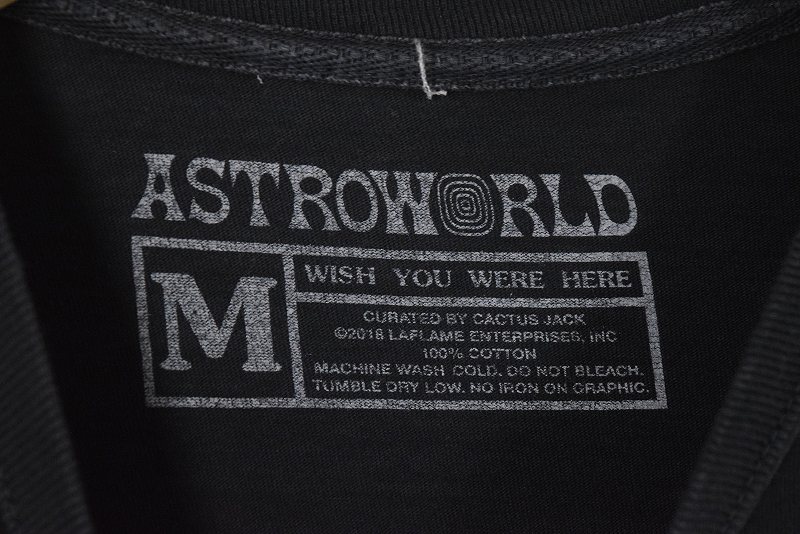 ASTROWORLD
M
WISH YOU WERE HERE
CURATED BY CACTUS JACK
©2018 LAFLAME ENTERPRISES, INC
100% COTTON
MACHINE WASH COLD. DO NOT BLEACH.
TUMBLE DRY LOW. NO IRON ON GRAPHIC.